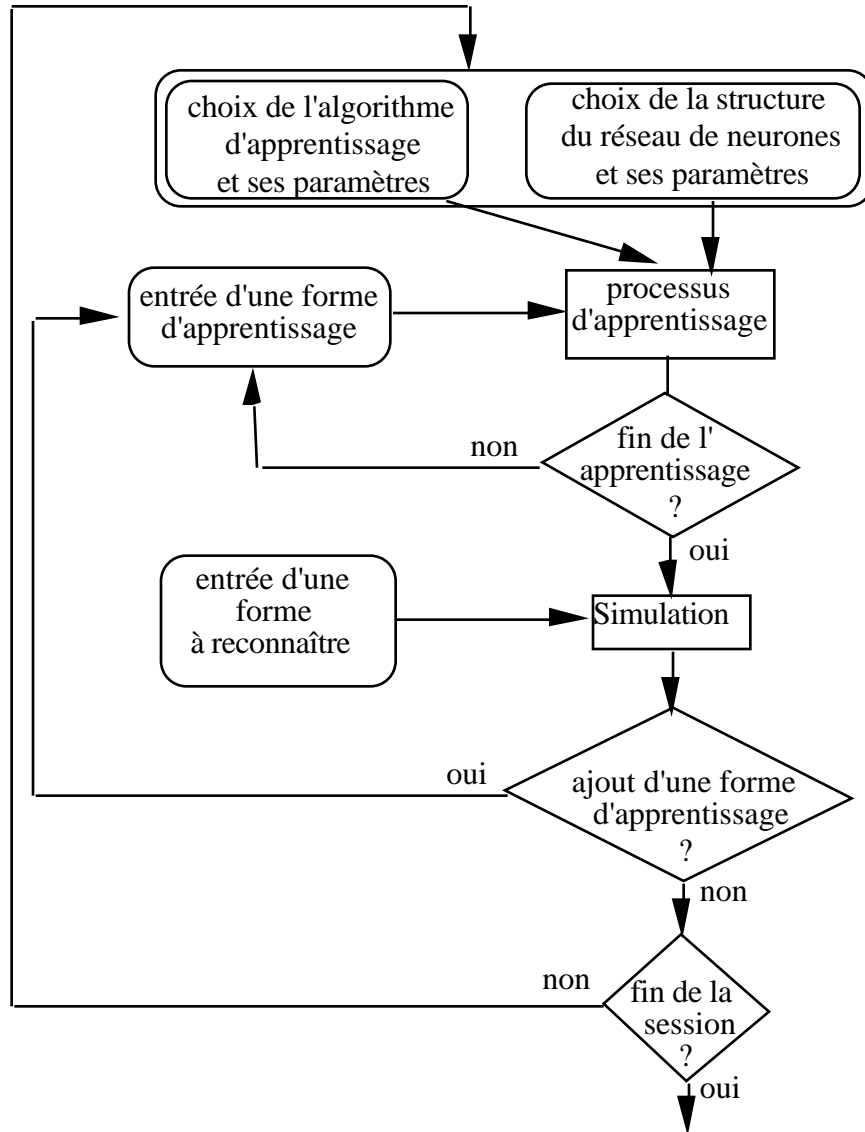 choix de l'algorithme
d'apprentissage
et ses paramètres
choix de la structure
du réseau de neurones
et ses paramètres
entrée d'une forme
d'apprentissage
processus
d'apprentissage
non
fin de l'
apprentissage
?
oui
entrée d'une
forme
à reconnaître
Simulation
oui
ajout d'une forme
d'apprentissage
?
non
non
fin de la
session
?
oui